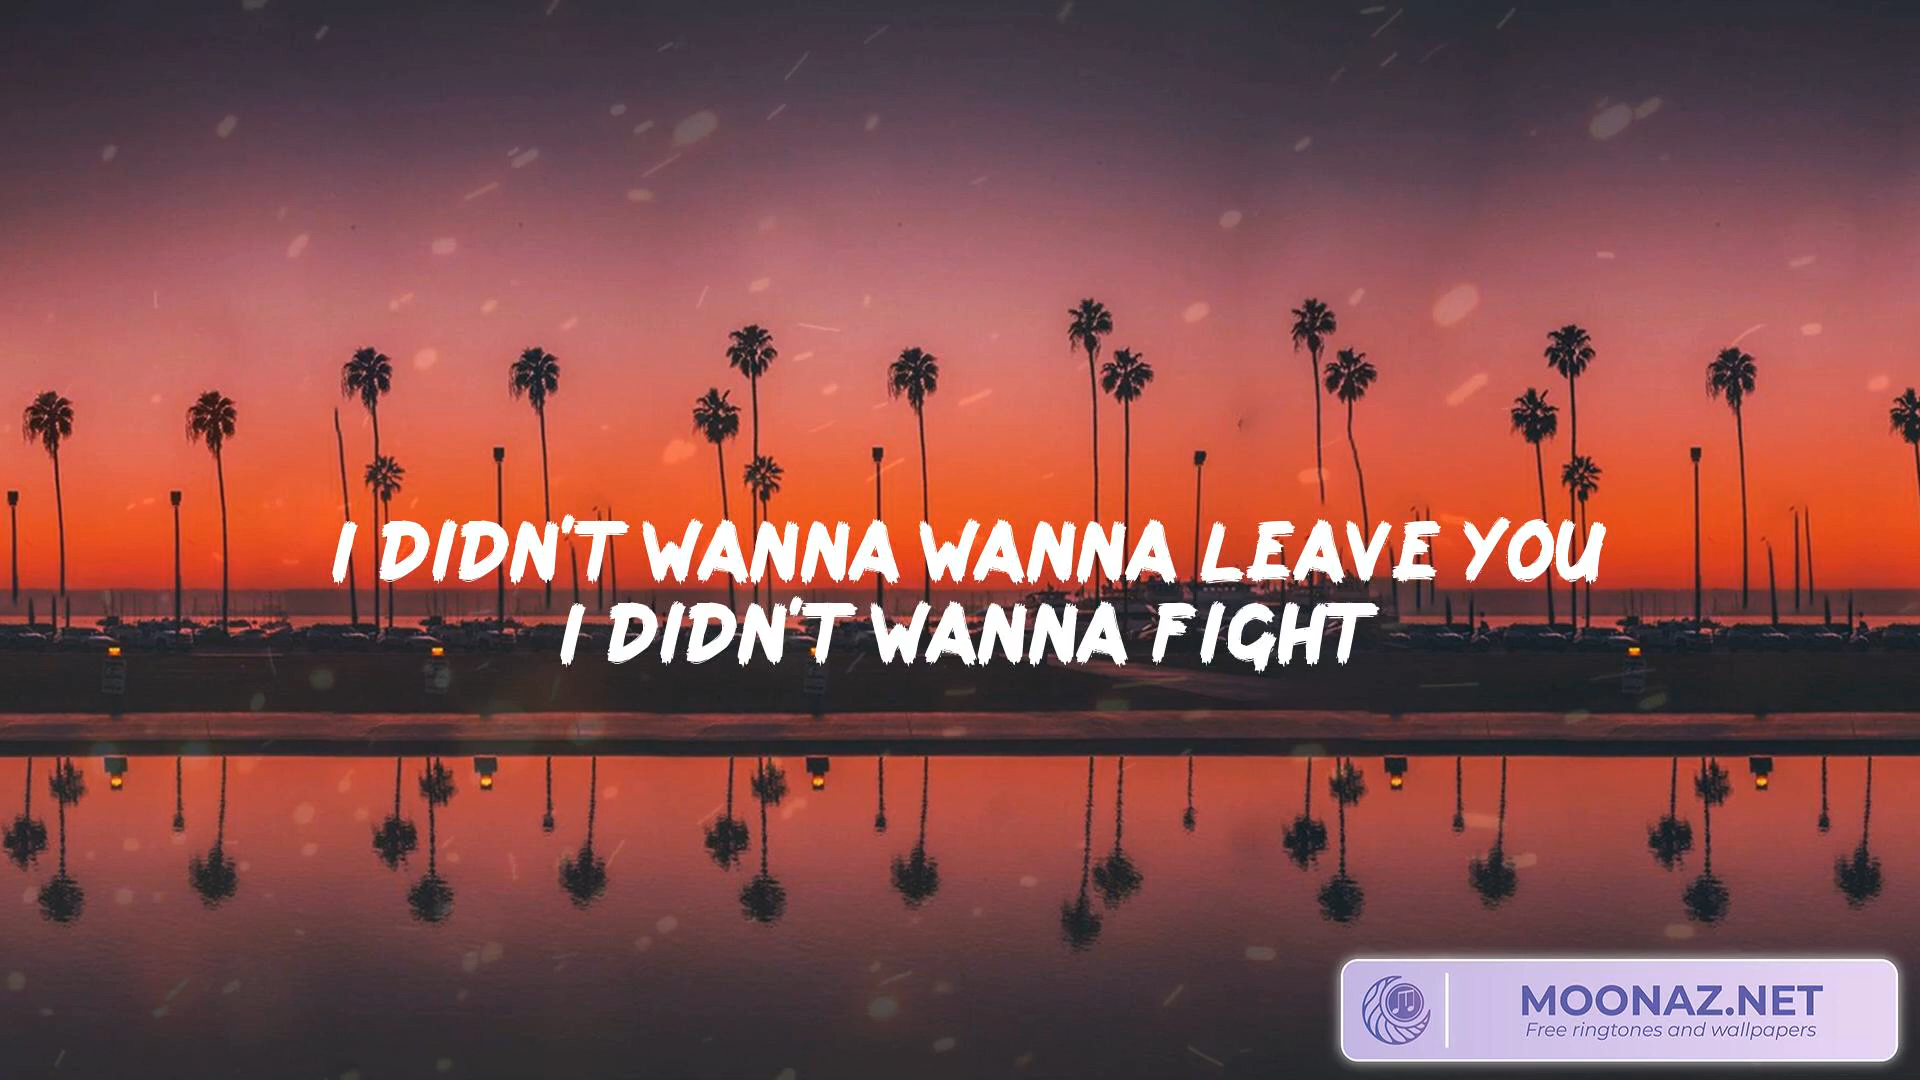 I DIDN'T WANNA WANNA LEAVE YOU
I DIDN'T WANNA FIGHT
MOONAZ.NET
Free ringtones and wallpapers